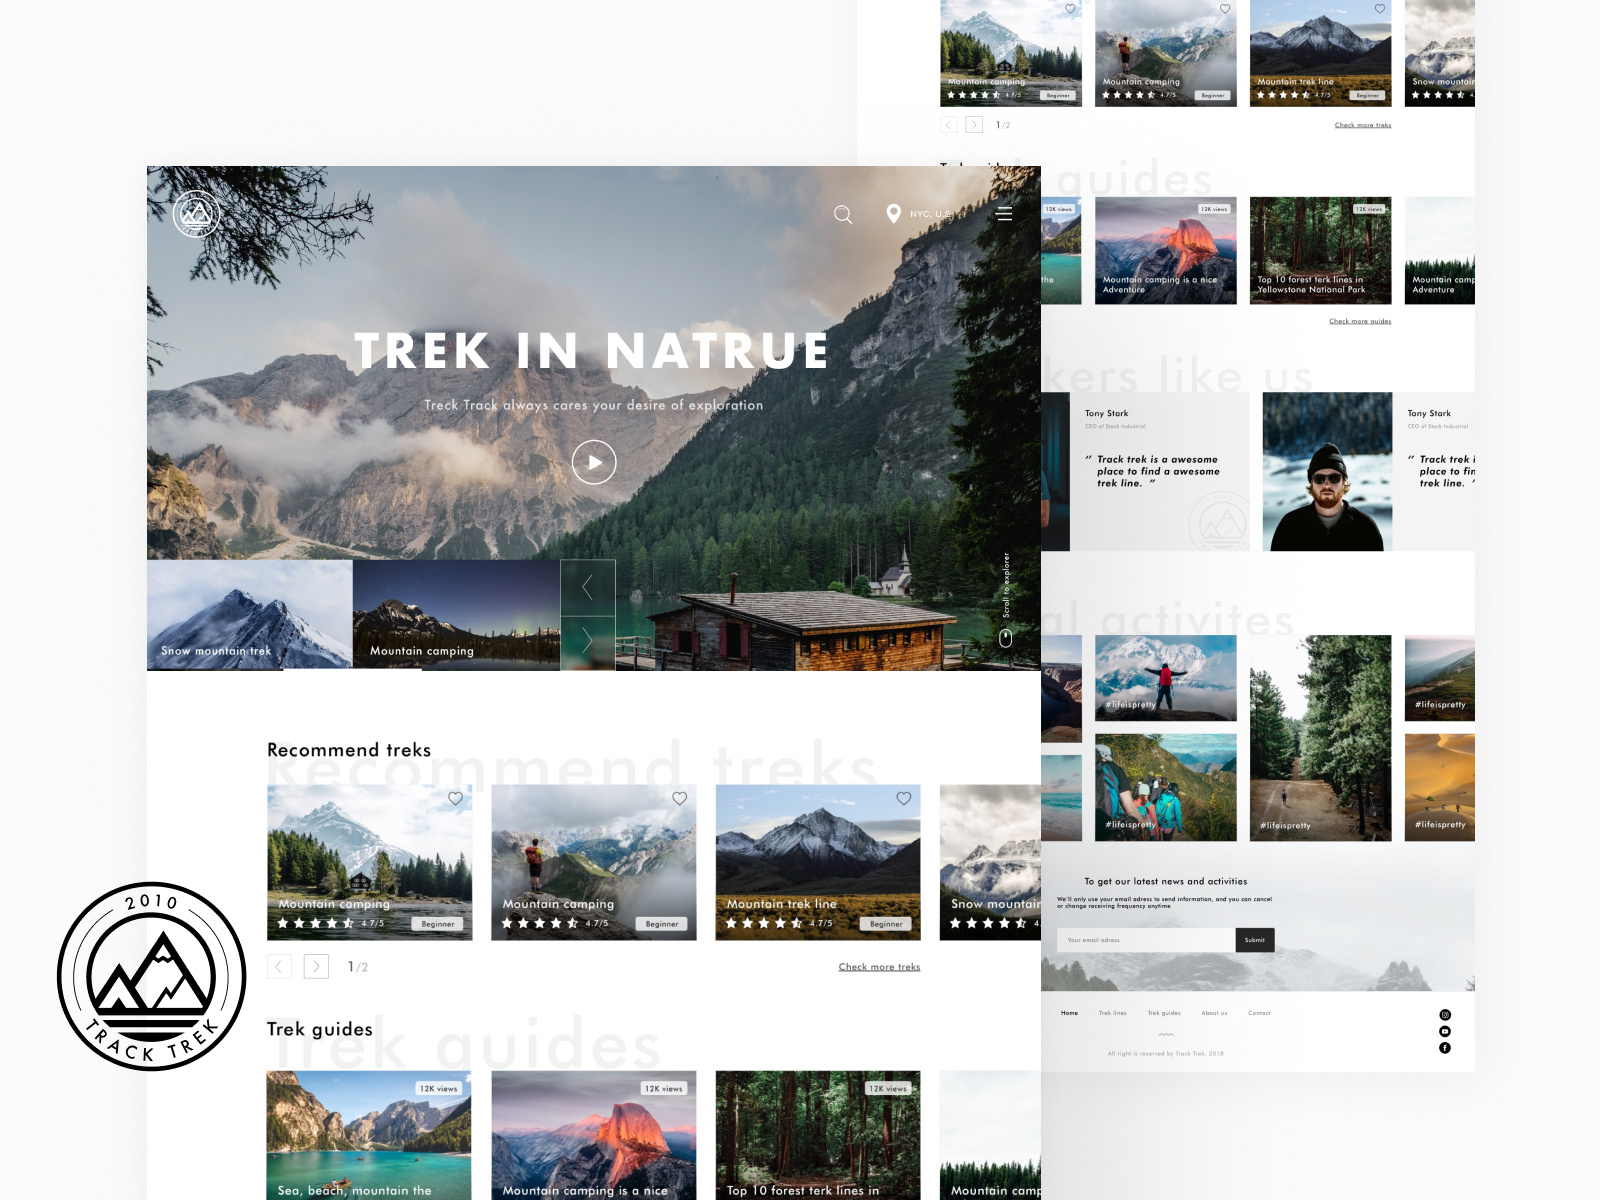 NYC, U.S
TREK IN NATRUE
Treck Track always cares your desire of exploration
Snow mountain trek
Mountain camping
Scroll to explorer
Recommend treks
Recommend treks
Mountain camping
4.7/5
Beginner
Mountain camping
4.7/5
Beginner
Mountain trek line
4.7/5
Beginner
Snow mountain
4.
1/2
Check more treks
Trek guides
Trek guides
12K views
Sea, beach, mountain the
12K views
Mountain camping is a nice
12K views
Top 10 forest terk lines in
Mountain camp
2010
TRACK TREK
Mountain camping
4.7/5
Beginner
Mountain camping
4.7/5
Beginner
Mountain trek line
4.7/5
Beginner
Snow mountain
4.
1/2
Check more treks
guides
12K views
the
12K views
Mountain camping is a nice
Adventure
12K views
Top 10 forest terk lines in
Yellowstone National Park
Mountain camp
Adventure
Check more guides
kers like us
Tony Stark
CEO of Stack Industrial
“ Track trek is a awesome
place to find a awesome
trek line. ”
Tony Stark
CEO of Stack Industrial
“ Track trek i
place to fin
trek line. ”
al activites
#lifeispretty
#lifeispretty
#lifeispretty
#lifeispretty
#lifeispretty
To get our latest news and activities
We'll only use your email adress to send information, and you can cancel
or change receiving frequency anytime
Your email adress
Submit
Home
Trek lines
Trek guides
About us
Contact
All right is reserved by Track Trek, 2018